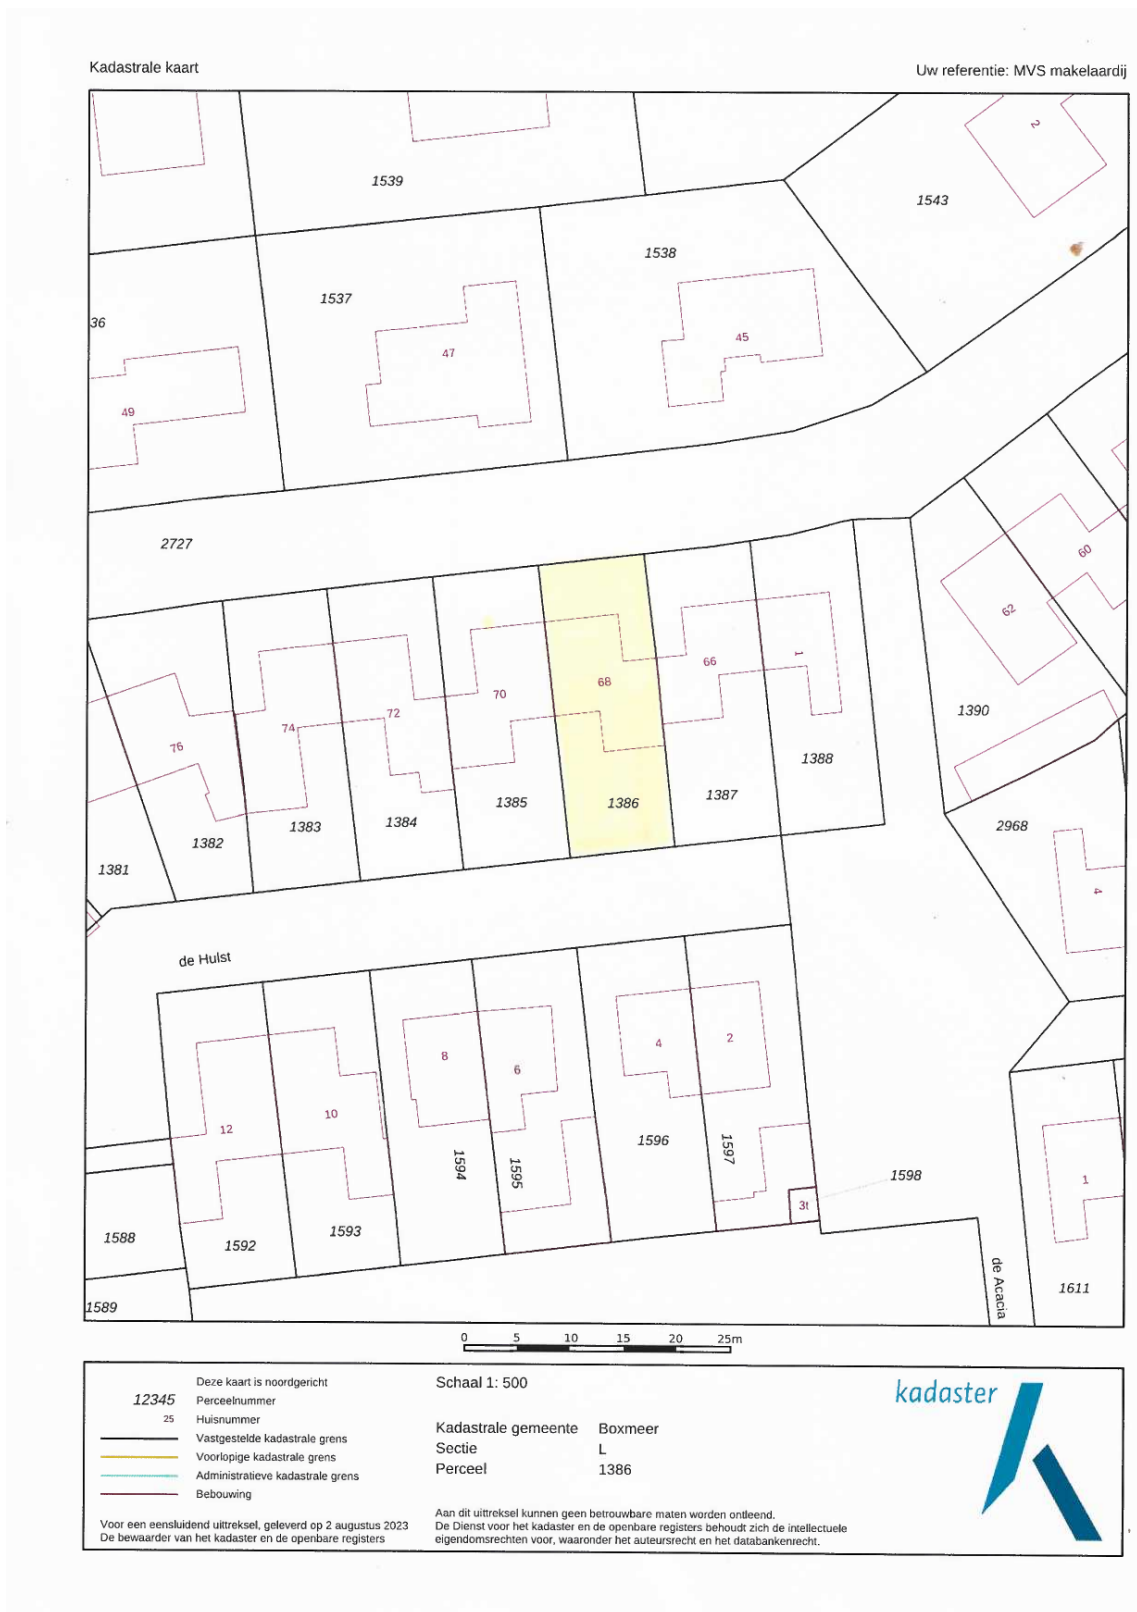 Kadastrale kaart
Uw referentie: MVS makelaardij
2
1539
1543
1538
1537
36
45
47
49
2727
60
62
1390
1
66
68
70
72
74
76
1388
1387
1386
1385
1384
1383
1382
1381
2968
4
de Hulst
8
6
4
2
12
10
1594
1595
1596
1597
1598
3t
1
1588
1592
1593
de Acacia
1611
1589
0 5 10 15 20 25m
Deze kaart is noordgericht
12345 Perceelnummer
25 Huisnummer
Vastgestelde kadastrale grens
Voorlopige kadastrale grens
Administratieve kadastrale grens
Bebouwing
Voor een eensluidend uittreksel, geleverd op 2 augustus 2023
De bewaarder van het kadaster en de openbare registers
Schaal 1: 500
Kadastrale gemeente Boxmeer
Sectie L
Perceel 1386
Aan dit uittreksel kunnen geen betrouwbare maten worden ontleend.
De Dienst voor het kadaster en de openbare registers behoudt zich de intellectuele
eigendomsrechten voor, waaronder het auteursrecht en het databankenrecht.
kadaster